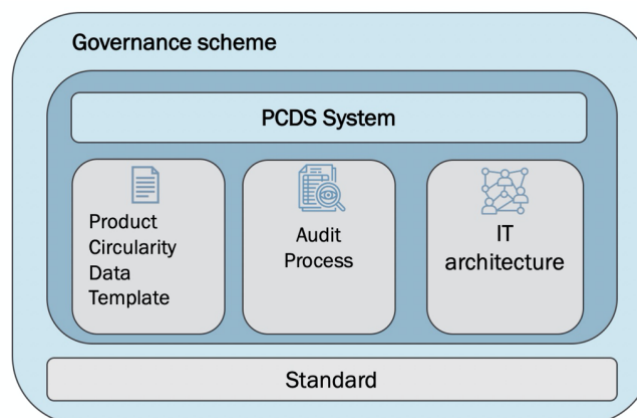 Governance scheme
PCDS System
Product
Circularity
Data
Template
Audit
Process
IT
architecture
Standard